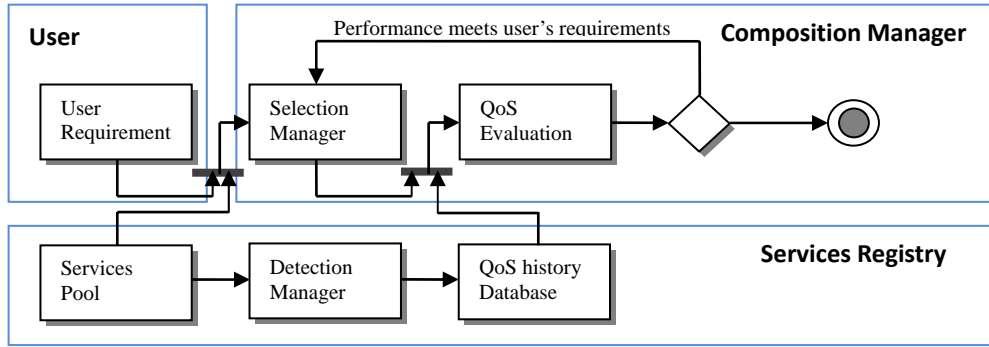 User
Performance meets user's requirements
Composition Manager
User
Requirement
Selection
Manager
QoS
Evaluation
Services Registry
Services
Pool
Detection
Manager
QoS history
Database